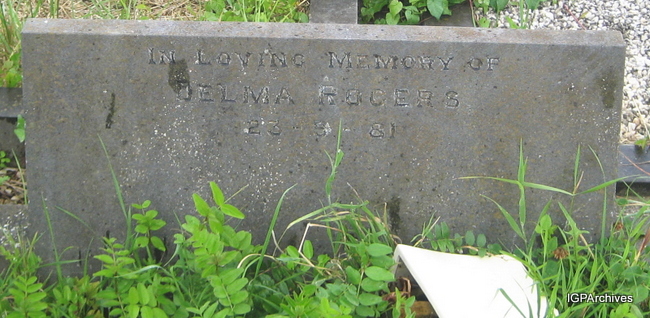 IN LOVING MEMORY OF
DELMA ROGERS
23 - 9 - 81
IGPArchives